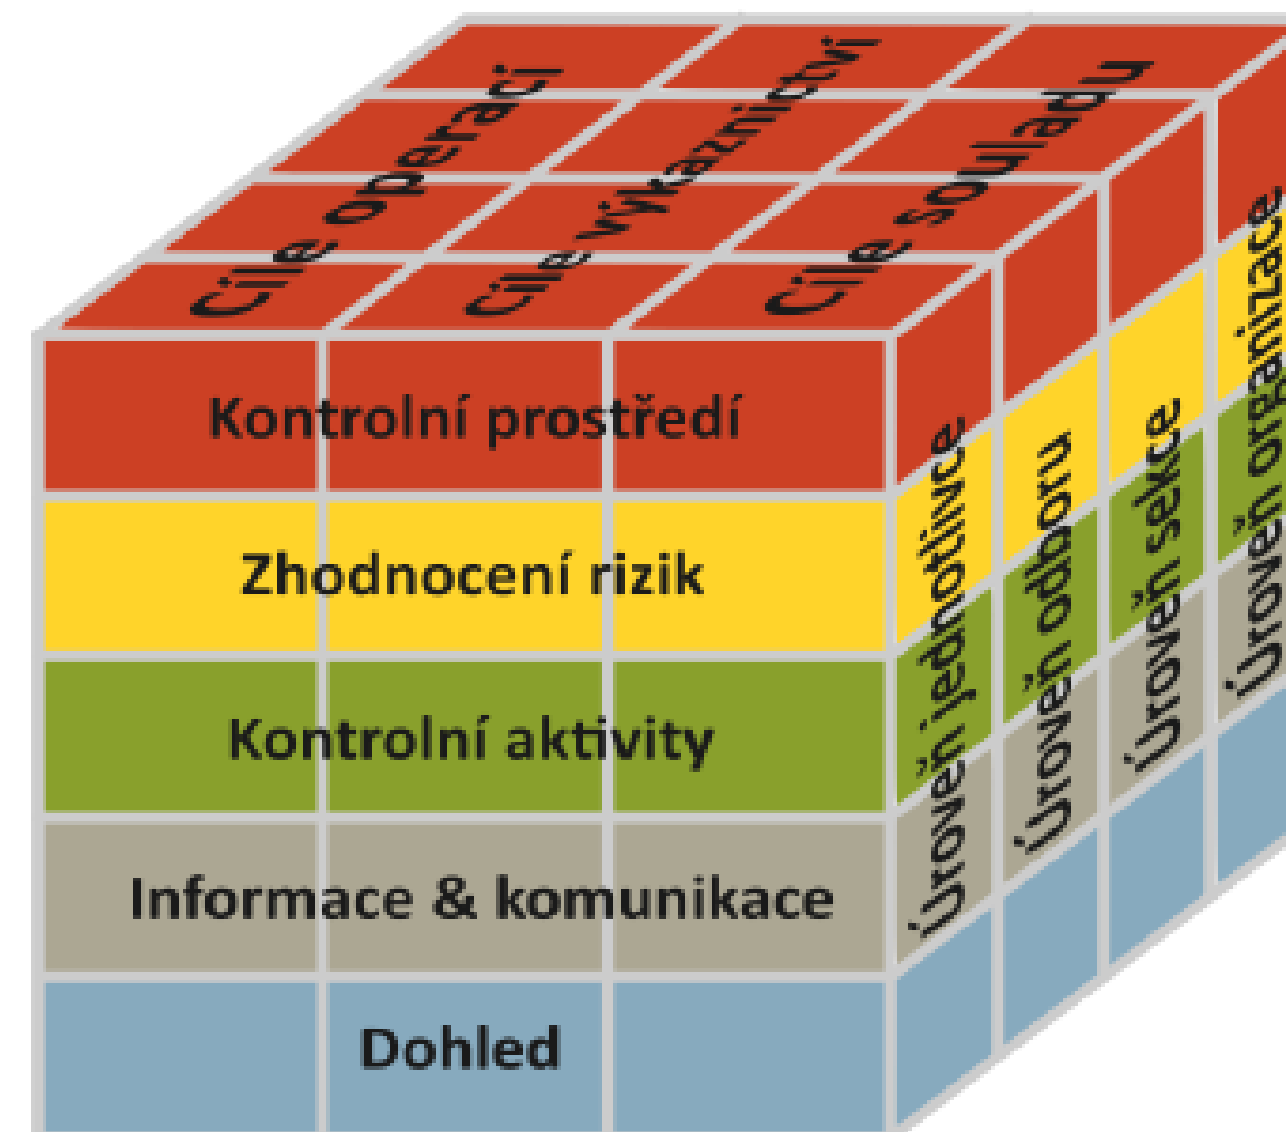 Cíle operací
Cíle výkaznictví
Cíle souladu
Kontrolní prostředí
Zhodnocení rizik
Kontrolní aktivity
Informace & komunikace
Dohled
Úroveň jednotlivce
Úroveň odboru
Úroveň sekce
Úroveň organizace